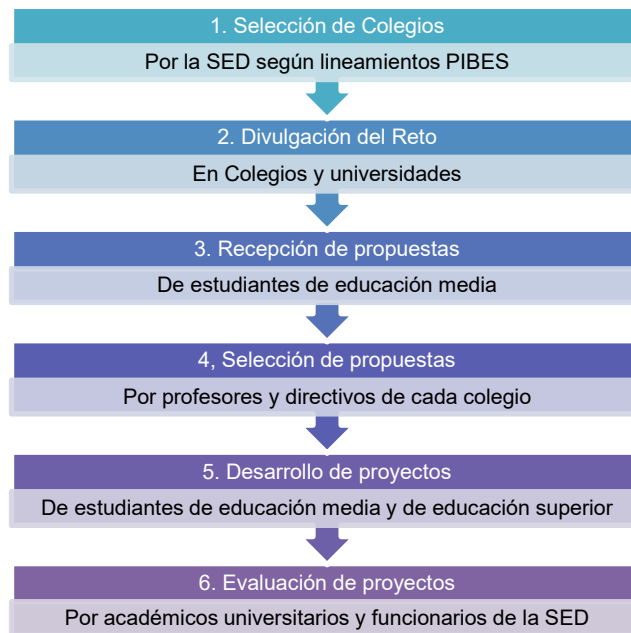 1. Selección de Colegios
Por la SED según lineamientos PIBES
2. Divulgación del Reto
En Colegios y universidades
3. Recepción de propuestas
De estudiantes de educación media
4, Selección de propuestas
Por profesores y directivos de cada colegio
5. Desarrollo de proyectos
De estudiantes de educación media y de educación superior
6. Evaluación de proyectos
Por académicos universitarios y funcionarios de la SED